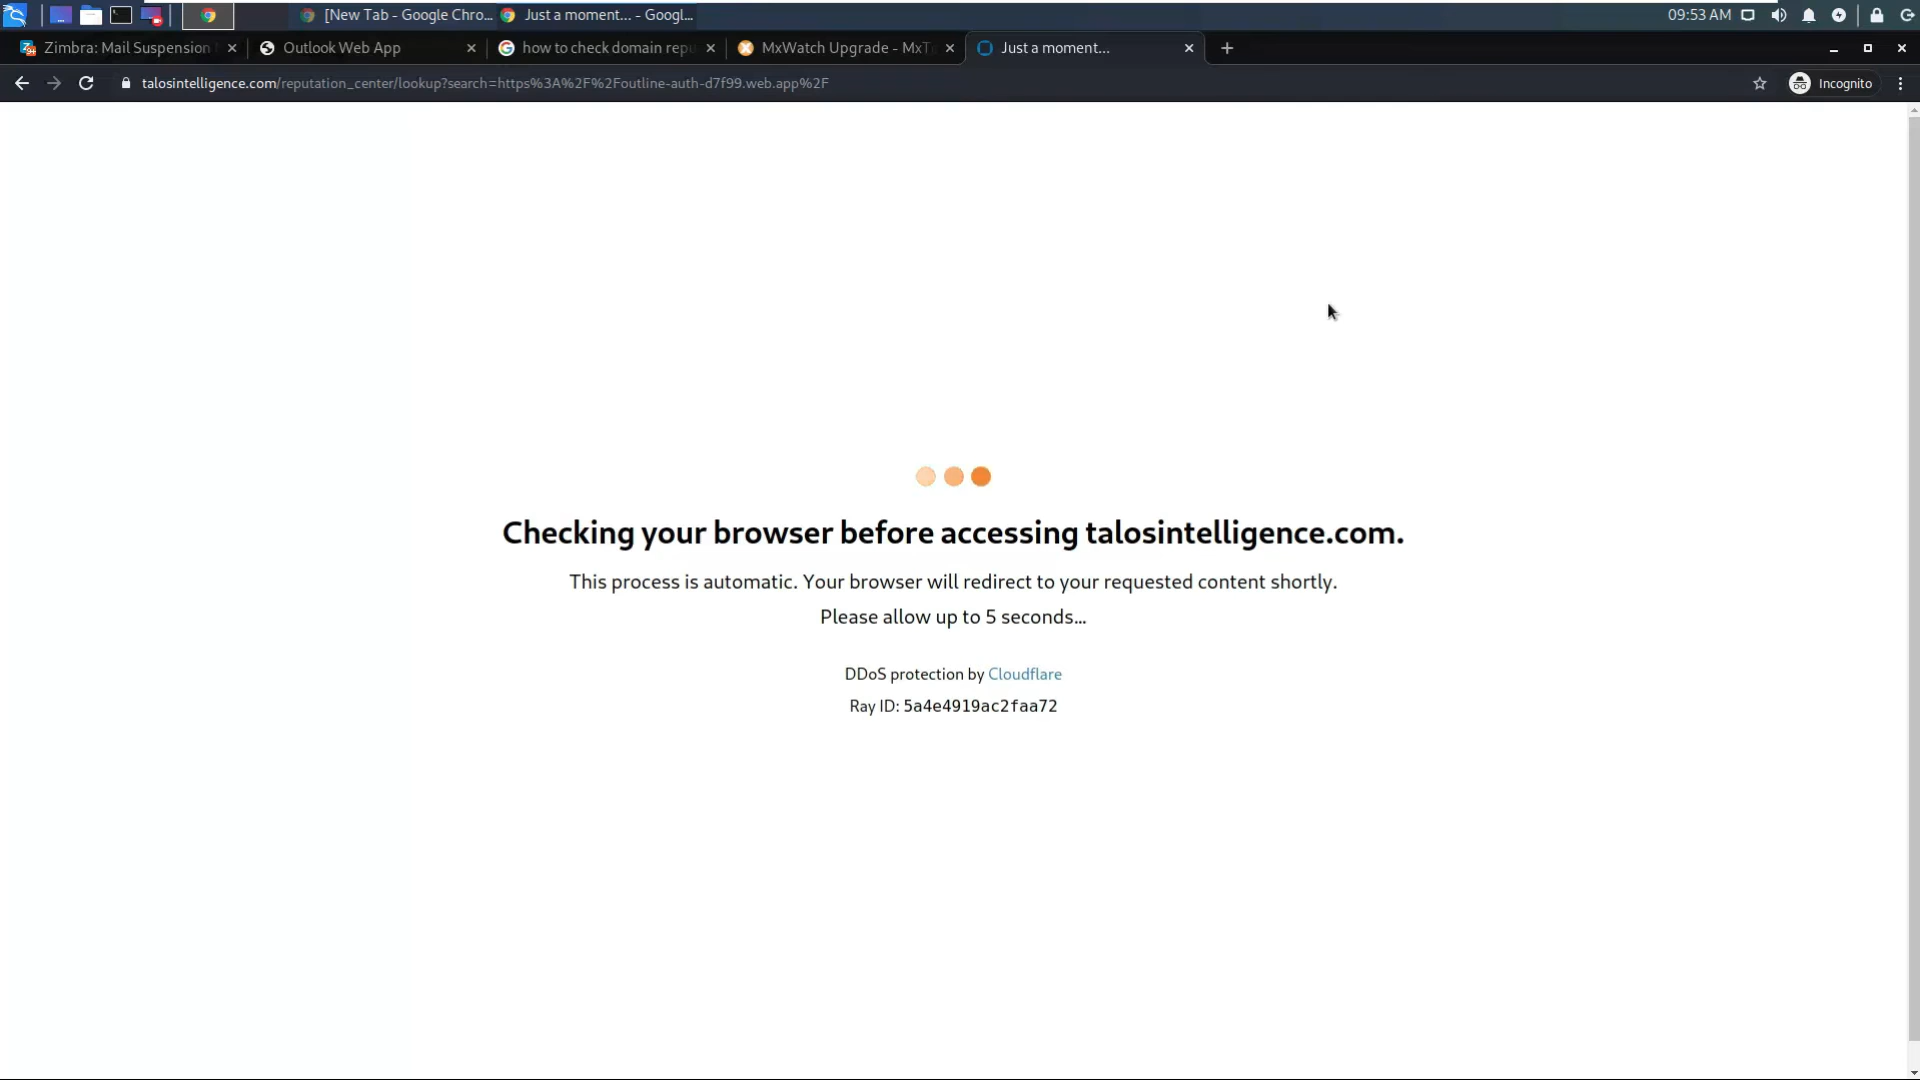 [New Tab - Google Chro...
Just a moment... - Googl...
09:53 AM
Zimbra: Mail Suspension
Outlook Web App
how to check domain repu
MxWatch Upgrade - MxT
Just a moment...
talosintelligence.com/reputation_center/lookup?search=https%3A%2F%2Foutline-auth-d7f99.web.app%2F
Incognito
Checking your browser before accessing talosintelligence.com.
This process is automatic. Your browser will redirect to your requested content shortly.
Please allow up to 5 seconds...
DDoS protection by Cloudflare
Ray ID: 5a4e4919ac2faa72